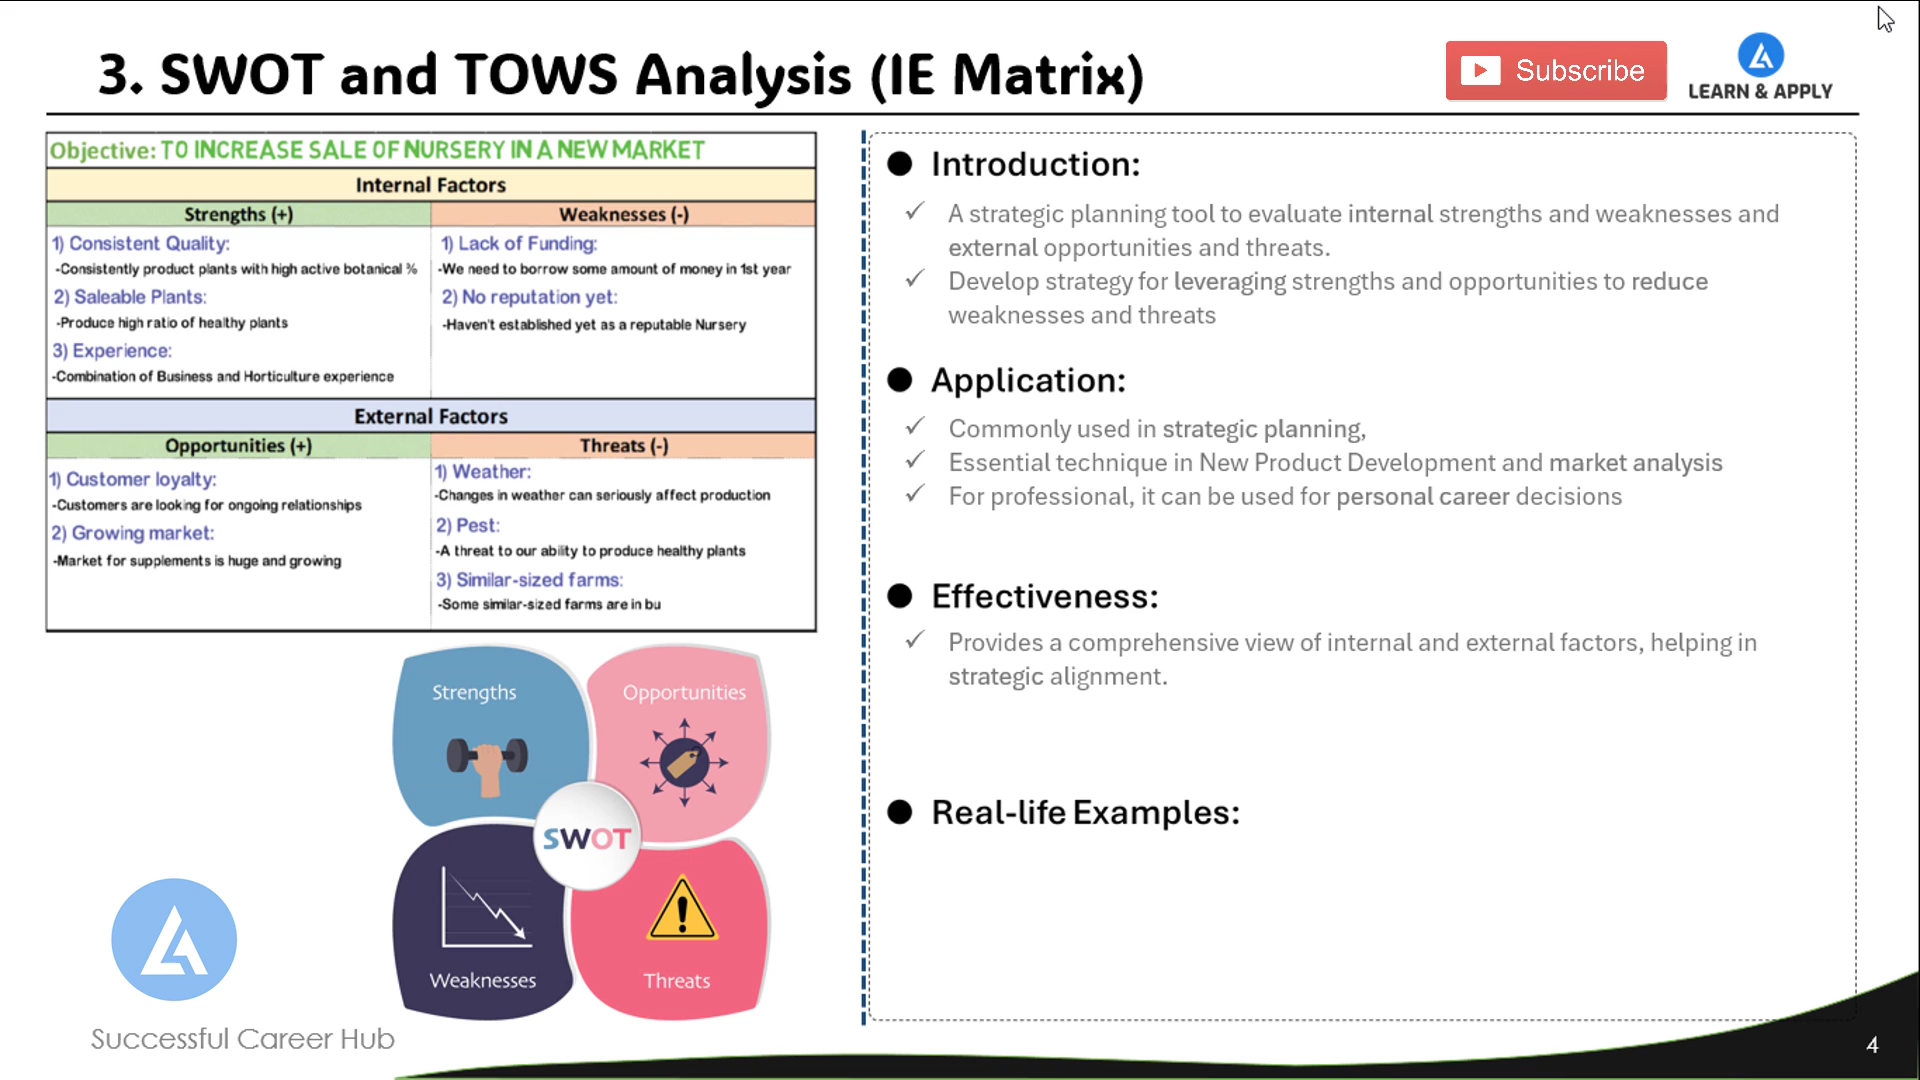 3. SWOT and TOWS Analysis (IE Matrix)
Subscribe
LEARN & APPLY
Objective: TO INCREASE SALE OF NURSERY IN A NEW MARKET
Internal Factors
Strengths (+)
1) Consistent Quality:
-Consistently product plants with high active botanical %
2) Saleable Plants:
-Produce high ratio of healthy plants
3) Experience:
-Combination of Business and Horticulture experience
Weaknesses (-)
1) Lack of Funding:
-We need to borrow some amount of money in 1st year
2) No reputation yet:
-Haven't established yet as a reputable Nursery
External Factors
Opportunities (+)
1) Customer loyalty:
-Customers are looking for ongoing relationships
2) Growing market:
-Market for supplements is huge and growing
Threats (-)
1) Weather:
-Changes in weather can seriously affect production
2) Pest:
-A threat to our ability to produce healthy plants
3) Similar-sized farms:
-Some similar-sized farms are in bu
Strengths
Opportunities
SWOT
Weaknesses
Threats
Successful Career Hub
Introduction:
A strategic planning tool to evaluate internal strengths and weaknesses and
external opportunities and threats.
Develop strategy for leveraging strengths and opportunities to reduce
weaknesses and threats
Application:
Commonly used in strategic planning,
Essential technique in New Product Development and market analysis
For professional, it can be used for personal career decisions
Effectiveness:
Provides a comprehensive view of internal and external factors, helping in
strategic alignment.
Real-life Examples:
4